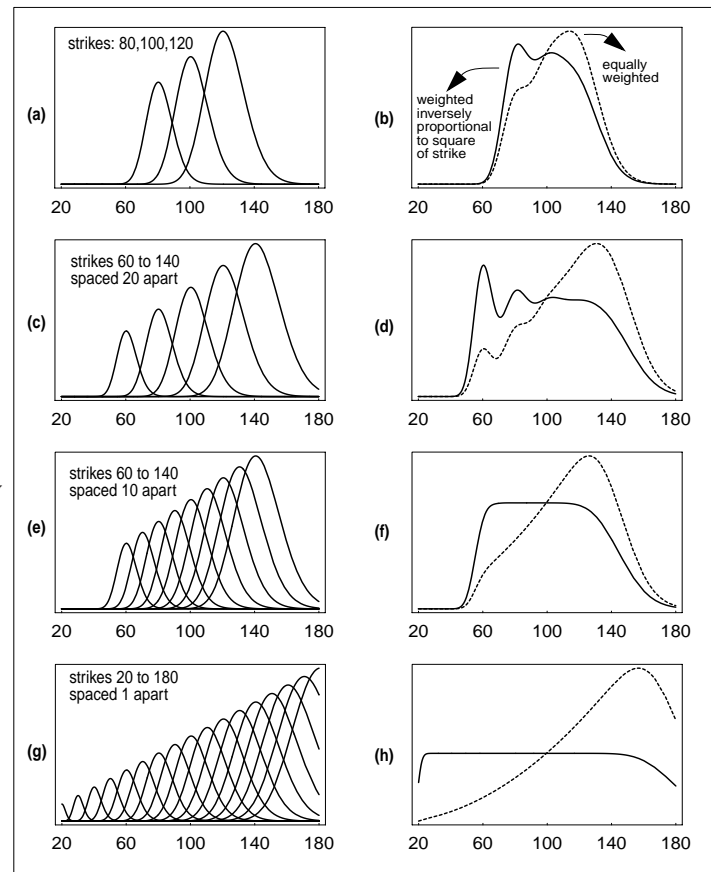 strikes: 80,100,120
(a)
20 60 100 140 180
equally
weighted
weighted
inversely
proportional
to square
of strike
(b)
20 60 100 140 180
strikes 60 to 140
spaced 20 apart
(c)
20 60 100 140 180
(d)
20 60 100 140 180
strikes 60 to 140
spaced 10 apart
(e)
20 60 100 140 180
(f)
20 60 100 140 180
strikes 20 to 180
spaced 1 apart
(g)
20 60 100 140 180
(h)
20 60 100 140 180